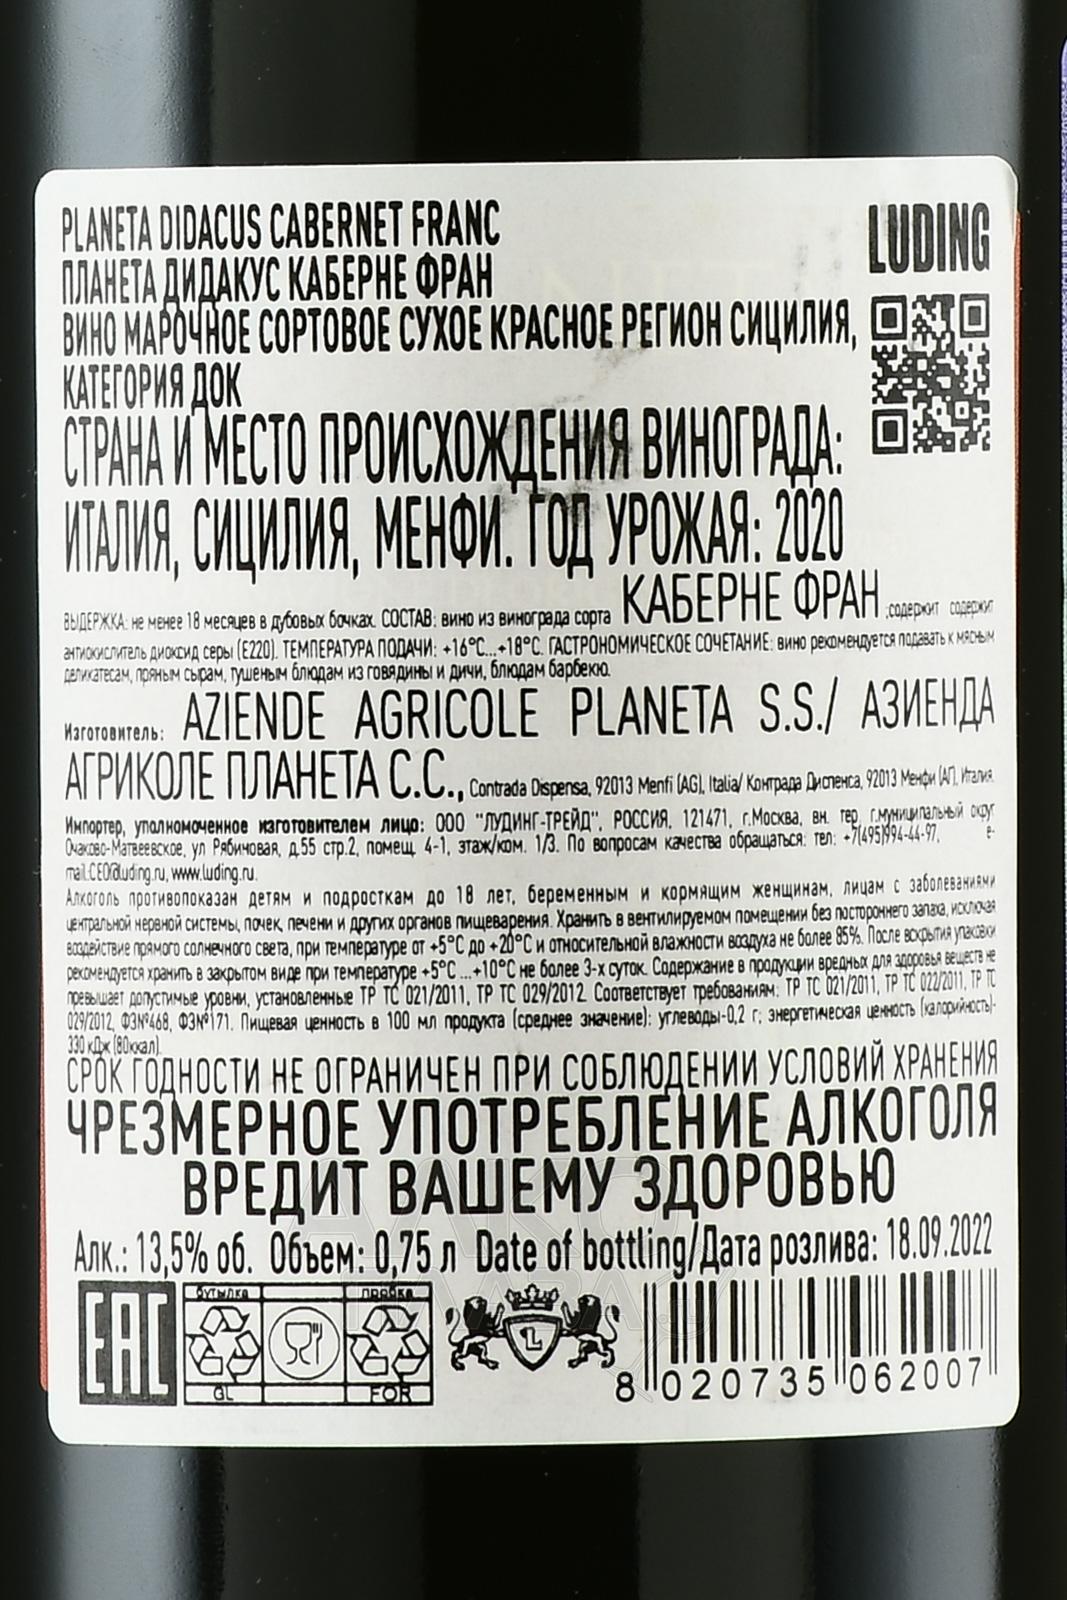 PLANETA DIDACUS CABERNET FRANC
LUDING
ПЛАНЕТА ДИДАКУС КАБЕРНЕ ФРАН
ВИНО МАРОЧНОЕ СОРТОВОЕ СУХОЕ КРАСНОЕ РЕГИОН СИЦИЛИЯ,
КАТЕГОРИЯ ДОК
СТРАНА И МЕСТО ПРОИСХОЖДЕНИЯ ВИНОГРАДА:
ИТАЛИЯ, СИЦИЛИЯ, МЕНФИ. ГОД УРОЖАЯ: 2020
ВЫДЕРЖКА: не менее 18 месяцев в дубовых бочках. СОСТАВ: вино из винограда сорта КАБЕРНЕ ФРАН ;содержит содержит
антиокислитель диоксид серы (Е220). ТЕМПЕРАТУРА ПОДАЧИ: +16°С...+18°С. ГАСТРОНОМИЧЕСКОЕ СОЧЕТАНИЕ: вино рекомендуется подавать к мясным
деликатесам, пряным сырам, тушеным блюдам из говядины и дичи, блюдам барбекю.
Изготовитель: AZIENDE AGRICOLE PLANETA S.S./ АЗИЕНДА
АГРИКОЛЕ ПЛАНЕТА С.С., Contrada Dispensa, 92013 Menfi (AG), Italia/ Контрада Диспенса, 92013 Менфи (АГ), Италия.
Импортер, уполномоченное изготовителем лицо: ООО "ЛУДИНГ-ТРЕЙД", РОССИЯ, 121471, г.Москва, вн. тер. г.муниципальный округ
Очаково-Матвеевское, ул Рябиновая, д.55 стр.2, помещ. 4-1, этаж/ком. 1/3. По вопросам качества обращаться: тел: +7(495)994-44-97, e-
mail:CEO@luding.ru, www.luding.ru.
Алкоголь противопоказан детям и подросткам до 18 лет, беременным и кормящим женщинам, лицам с заболеваниями
центральной нервной системы, почек, печени и других органов пищеварения. Хранить в вентилируемом помещении без постороннего запаха, исключая
воздействие прямого солнечного света, при температуре от +5°С до +20°С и относительной влажности воздуха не более 85%. После вскрытия упаковки
рекомендуется хранить в закрытом виде при температуре +5°С ...+10°С не более 3-х суток. Содержание в продукции вредных для здоровья веществ не
превышает допустимые уровни, установленные ТР ТС 021/2011, ТР ТС 029/2012. Соответствует требованиям: ТР ТС 021/2011, ТР ТС 022/2011, ТР ТС
029/2012, ФЗ№468, ФЗ№171. Пищевая ценность в 100 мл продукта (среднее значение): углеводы-0,2 г; энергетическая ценность (калорийность)-
330 кДж (80ккал).
СРОК ГОДНОСТИ НЕ ОГРАНИЧЕН ПРИ СОБЛЮДЕНИИ УСЛОВИЙ ХРАНЕНИЯ
ЧРЕЗМЕРНОЕ УПОТРЕБЛЕНИЕ АЛКОГОЛЯ
ВРЕДИТ ВАШЕМУ ЗДОРОВЬЮ
Алк.: 13,5% об. Объем: 0,75 л Date of bottling/Дата розлива: 18.09.2022
ЕАС
бутылка пробка
GL FOR
L
8 020735 062007